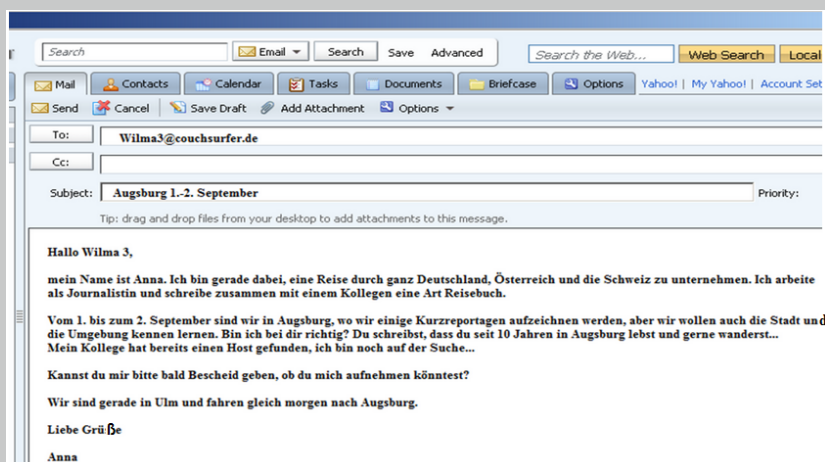 Search Email Search Save Advanced Search the Web... Web Search Local
Mail Contacts Calendar Tasks Documents Briefcase Options Yahoo! | My Yahoo! | Account Set
Send Cancel Save Draft Add Attachment Options
To: Wilma3@couchsurfer.de
Cc:
Subject: Augsburg 1.-2. September Priority:
Tip: drag and drop files from your desktop to add attachments to this message.
Hallo Wilma 3,
mein Name ist Anna. Ich bin gerade dabei, eine Reise durch ganz Deutschland, Österreich und die Schweiz zu unternehmen. Ich arbeite
als Journalistin und schreibe zusammen mit einem Kollegen eine Art Reisebuch.
Vom 1. bis zum 2. September sind wir in Augsburg, wo wir einige Kurzreportagen aufzeichnen werden, aber wir wollen auch die Stadt und
die Umgebung kennen lernen. Bin ich bei dir richtig? Du schreibst, dass du seit 10 Jahren in Augsburg lebst und gerne wanderst...
Mein Kollege hat bereits einen Host gefunden, ich bin noch auf der Suche...
Kannst du mir bitte bald Bescheid geben, ob du mich aufnehmen könntest?
Wir sind gerade in Ulm und fahren gleich morgen nach Augsburg.
Liebe Grüße
Anna